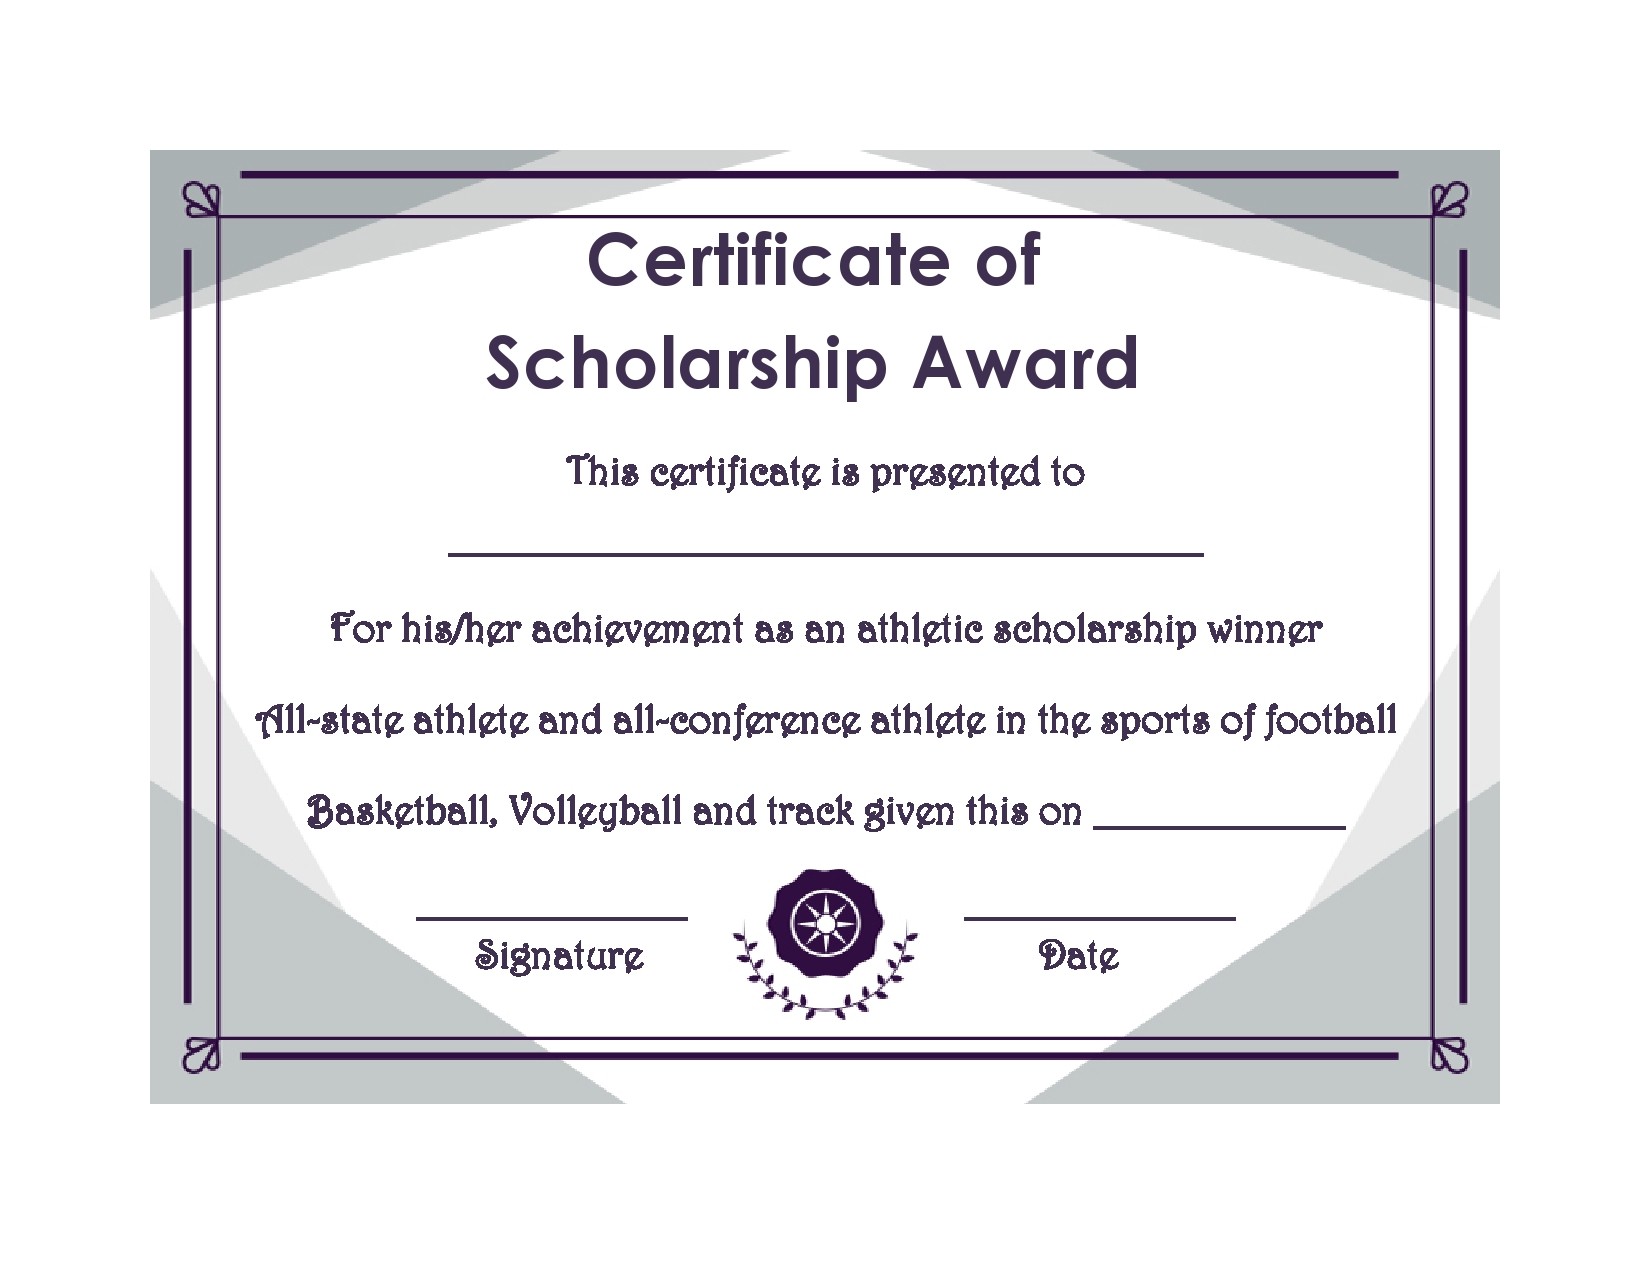 Certificate of
Scholarship Award
This certificate is presented to
For his/her achievement as an athletic scholarship winner
All-state athlete and all-conference athlete in the sports of football
Basketball, Volleyball and track given this on ____________
Signature
Date